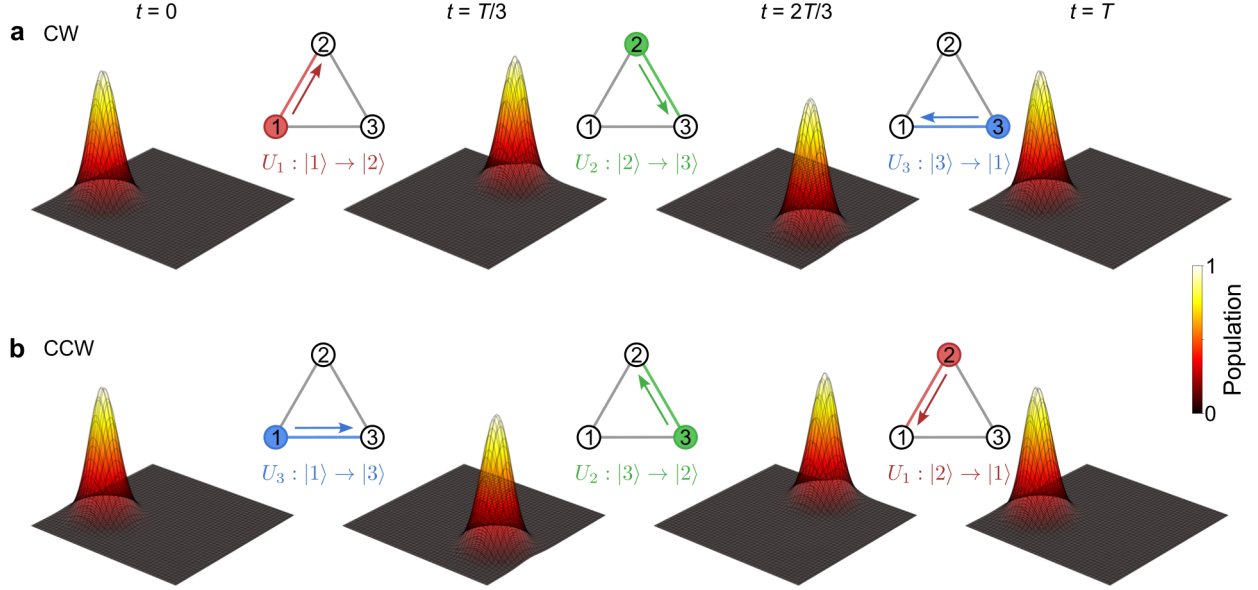 t = 0
t = T/3
t = 2T/3
t = T
a CW
2
1
3
U₁ : |1⟩ → |2⟩
2
1
3
U₂ : |2⟩ → |3⟩
2
1
3
U₃ : |3⟩ → |1⟩
1
Population
0
b CCW
2
1
3
U₃ : |1⟩ → |3⟩
2
1
3
U₂ : |3⟩ → |2⟩
2
1
3
U₁ : |2⟩ → |1⟩